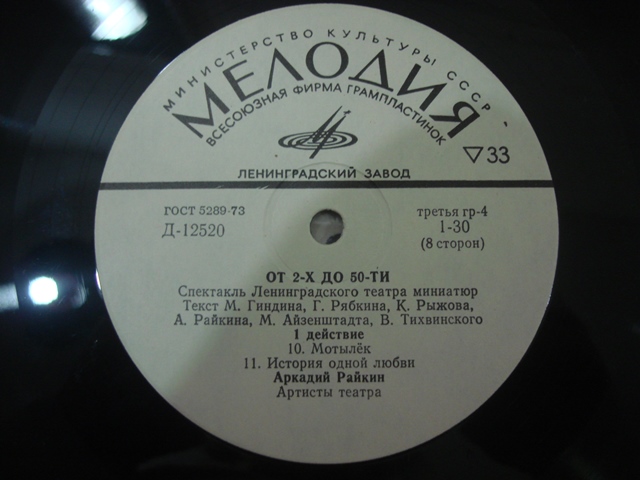 МИНИСТЕРСТВО КУЛЬТУРЫ СССР
МЕЛОДИЯ
ВСЕСОЮЗНАЯ ФИРМА ГРАМПЛАСТИНОК
▽33
ЛЕНИНГРАДСКИЙ ЗАВОД
ГОСТ 5289-73
Д-12520
третья гр-4
1-30
(8 сторон)
ОТ 2-Х ДО 50-ТИ
Спектакль Ленинградского театра миниатюр
Текст М. Гиндина, Г. Рябкина, К. Рыжова,
А. Райкина, М. Айзенштадта, В. Тихвинского
1 действие
10. Мотылёк
11. История одной любви
Аркадий Райкин
Артисты театра